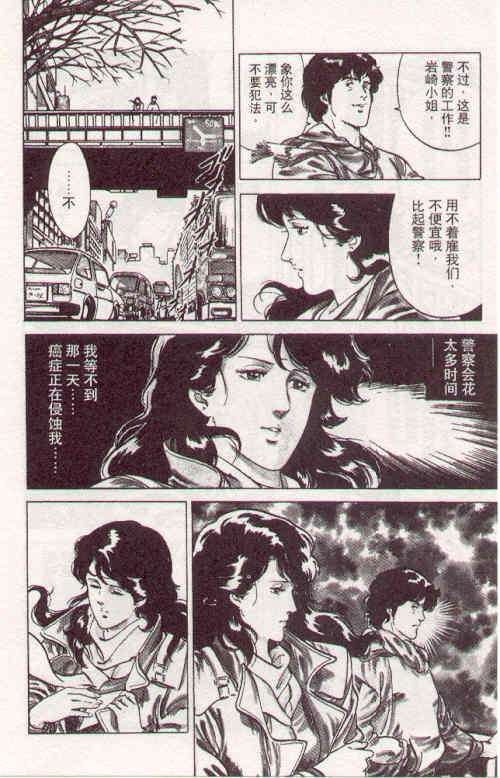 不过，这是
警察的工作!!
岩崎小姐，
象你这么
漂亮，可
不要犯法。
用不着雇我们、
不便宜哦，
比起警察！
……不
警察会花
太多时间
我等不到
那一天……
癌症正在侵蚀我……